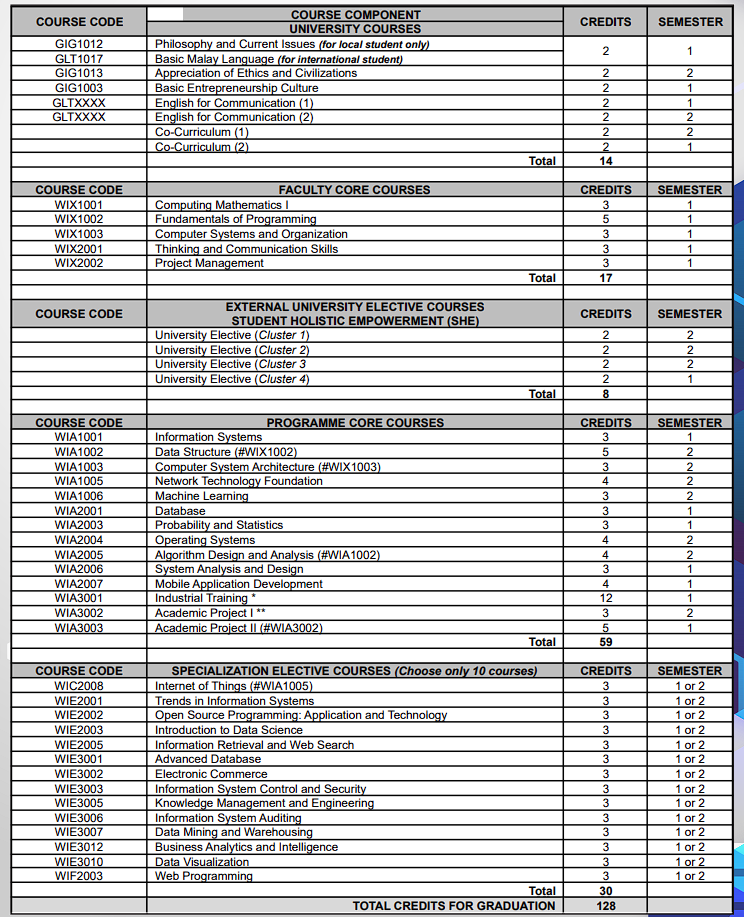 COURSE CODE COURSE COMPONENT CREDITS SEMESTER
UNIVERSITY COURSES
GIG1012 Philosophy and Current Issues (for local student only) 2 1
GLT1017 Basic Malay Language (for international student)
GIG1013 Appreciation of Ethics and Civilizations 2 2
GIG1003 Basic Entrepreneurship Culture 2 1
GLTXXXX English for Communication (1) 2 1
GLTXXXX English for Communication (2) 2 2
Co-Curriculum (1) 2 2
Co-Curriculum (2) 2 1
Total 14
COURSE CODE FACULTY CORE COURSES CREDITS SEMESTER
WIX1001 Computing Mathematics I 3 1
WIX1002 Fundamentals of Programming 5 1
WIX1003 Computer Systems and Organization 3 1
WIX2001 Thinking and Communication Skills 3 1
WIX2002 Project Management 3 1
Total 17
COURSE CODE EXTERNAL UNIVERSITY ELECTIVE COURSES CREDITS SEMESTER
STUDENT HOLISTIC EMPOWERMENT (SHE)
University Elective (Cluster 1) 2 2
University Elective (Cluster 2) 2 2
University Elective (Cluster 3 2 2
University Elective (Cluster 4) 2 1
Total 8
COURSE CODE PROGRAMME CORE COURSES CREDITS SEMESTER
WIA1001 Information Systems 3 1
WIA1002 Data Structure (#WIX1002) 5 2
WIA1003 Computer System Architecture (#WIX1003) 3 2
WIA1005 Network Technology Foundation 4 2
WIA1006 Machine Learning 3 2
WIA2001 Database 3 1
WIA2003 Probability and Statistics 3 1
WIA2004 Operating Systems 4 2
WIA2005 Algorithm Design and Analysis (#WIA1002) 4 2
WIA2006 System Analysis and Design 3 1
WIA2007 Mobile Application Development 4 1
WIA3001 Industrial Training * 12 1
WIA3002 Academic Project I ** 3 2
WIA3003 Academic Project II (#WIA3002) 5 1
Total 59
COURSE CODE SPECIALIZATION ELECTIVE COURSES (Choose only 10 courses) CREDITS SEMESTER
WIC2008 Internet of Things (#WIA1005) 3 1 or 2
WIE2001 Trends in Information Systems 3 1 or 2
WIE2002 Open Source Programming: Application and Technology 3 1 or 2
WIE2003 Introduction to Data Science 3 1 or 2
WIE2005 Information Retrieval and Web Search 3 1 or 2
WIE3001 Advanced Database 3 1 or 2
WIE3002 Electronic Commerce 3 1 or 2
WIE3003 Information System Control and Security 3 1 or 2
WIE3005 Knowledge Management and Engineering 3 1 or 2
WIE3006 Information System Auditing 3 1 or 2
WIE3007 Data Mining and Warehousing 3 1 or 2
WIE3012 Business Analytics and Intelligence 3 1 or 2
WIE3010 Data Visualization 3 1 or 2
WIF2003 Web Programming 3 1 or 2
Total 30
TOTAL CREDITS FOR GRADUATION 128